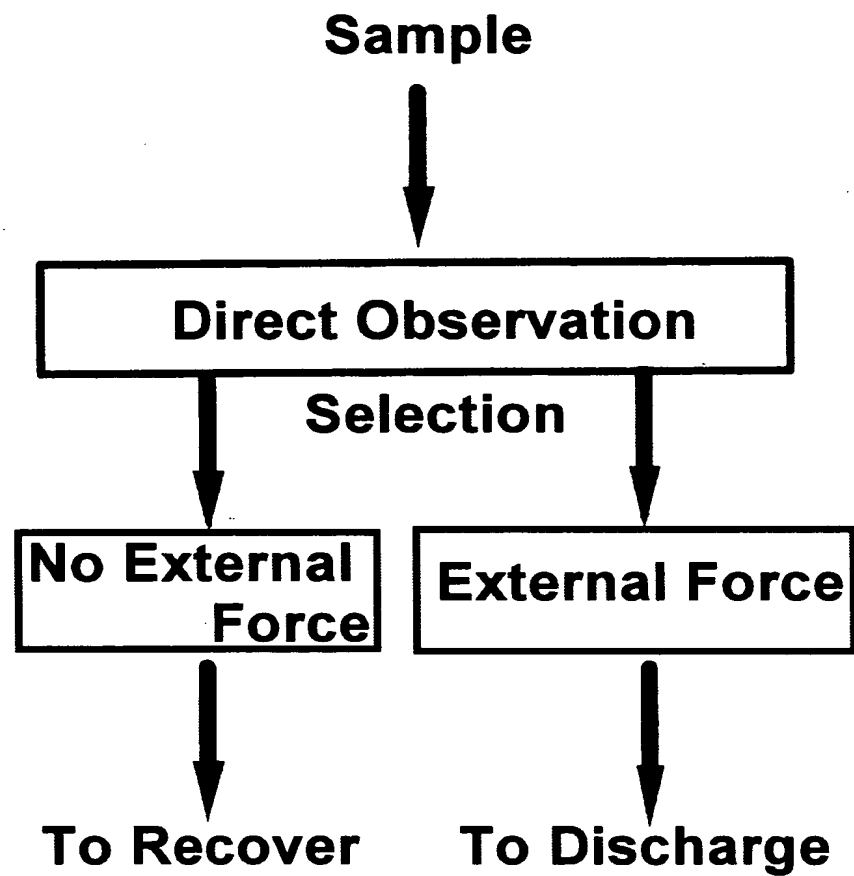 Sample
Direct Observation
Selection
No External
Force
External Force
To Recover
To Discharge